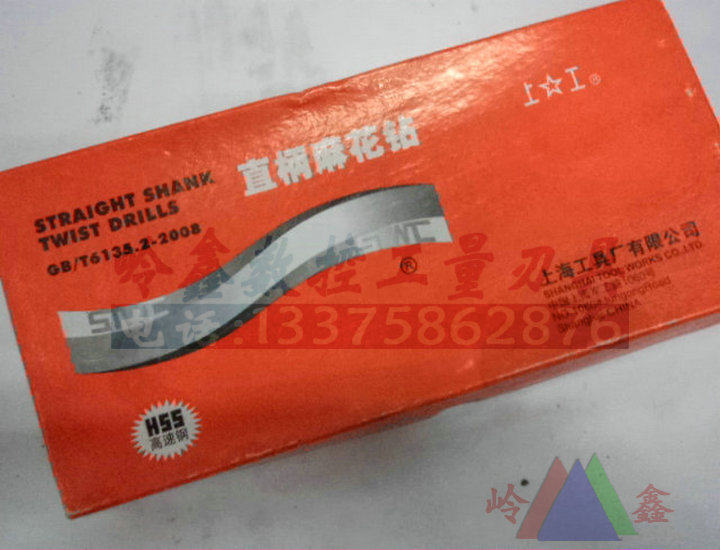 上☆工®
直柄麻花钻
STRAIGHT SHANK
TWIST DRILLS
GB/T6135.2-2008
岭鑫数控工量刃具
®
电话:13375862876
上海工具厂有限公司
SHANGHAI TOOL WORKS CO.,LTD.
CHINA
HSS
高速钢
岭鑫